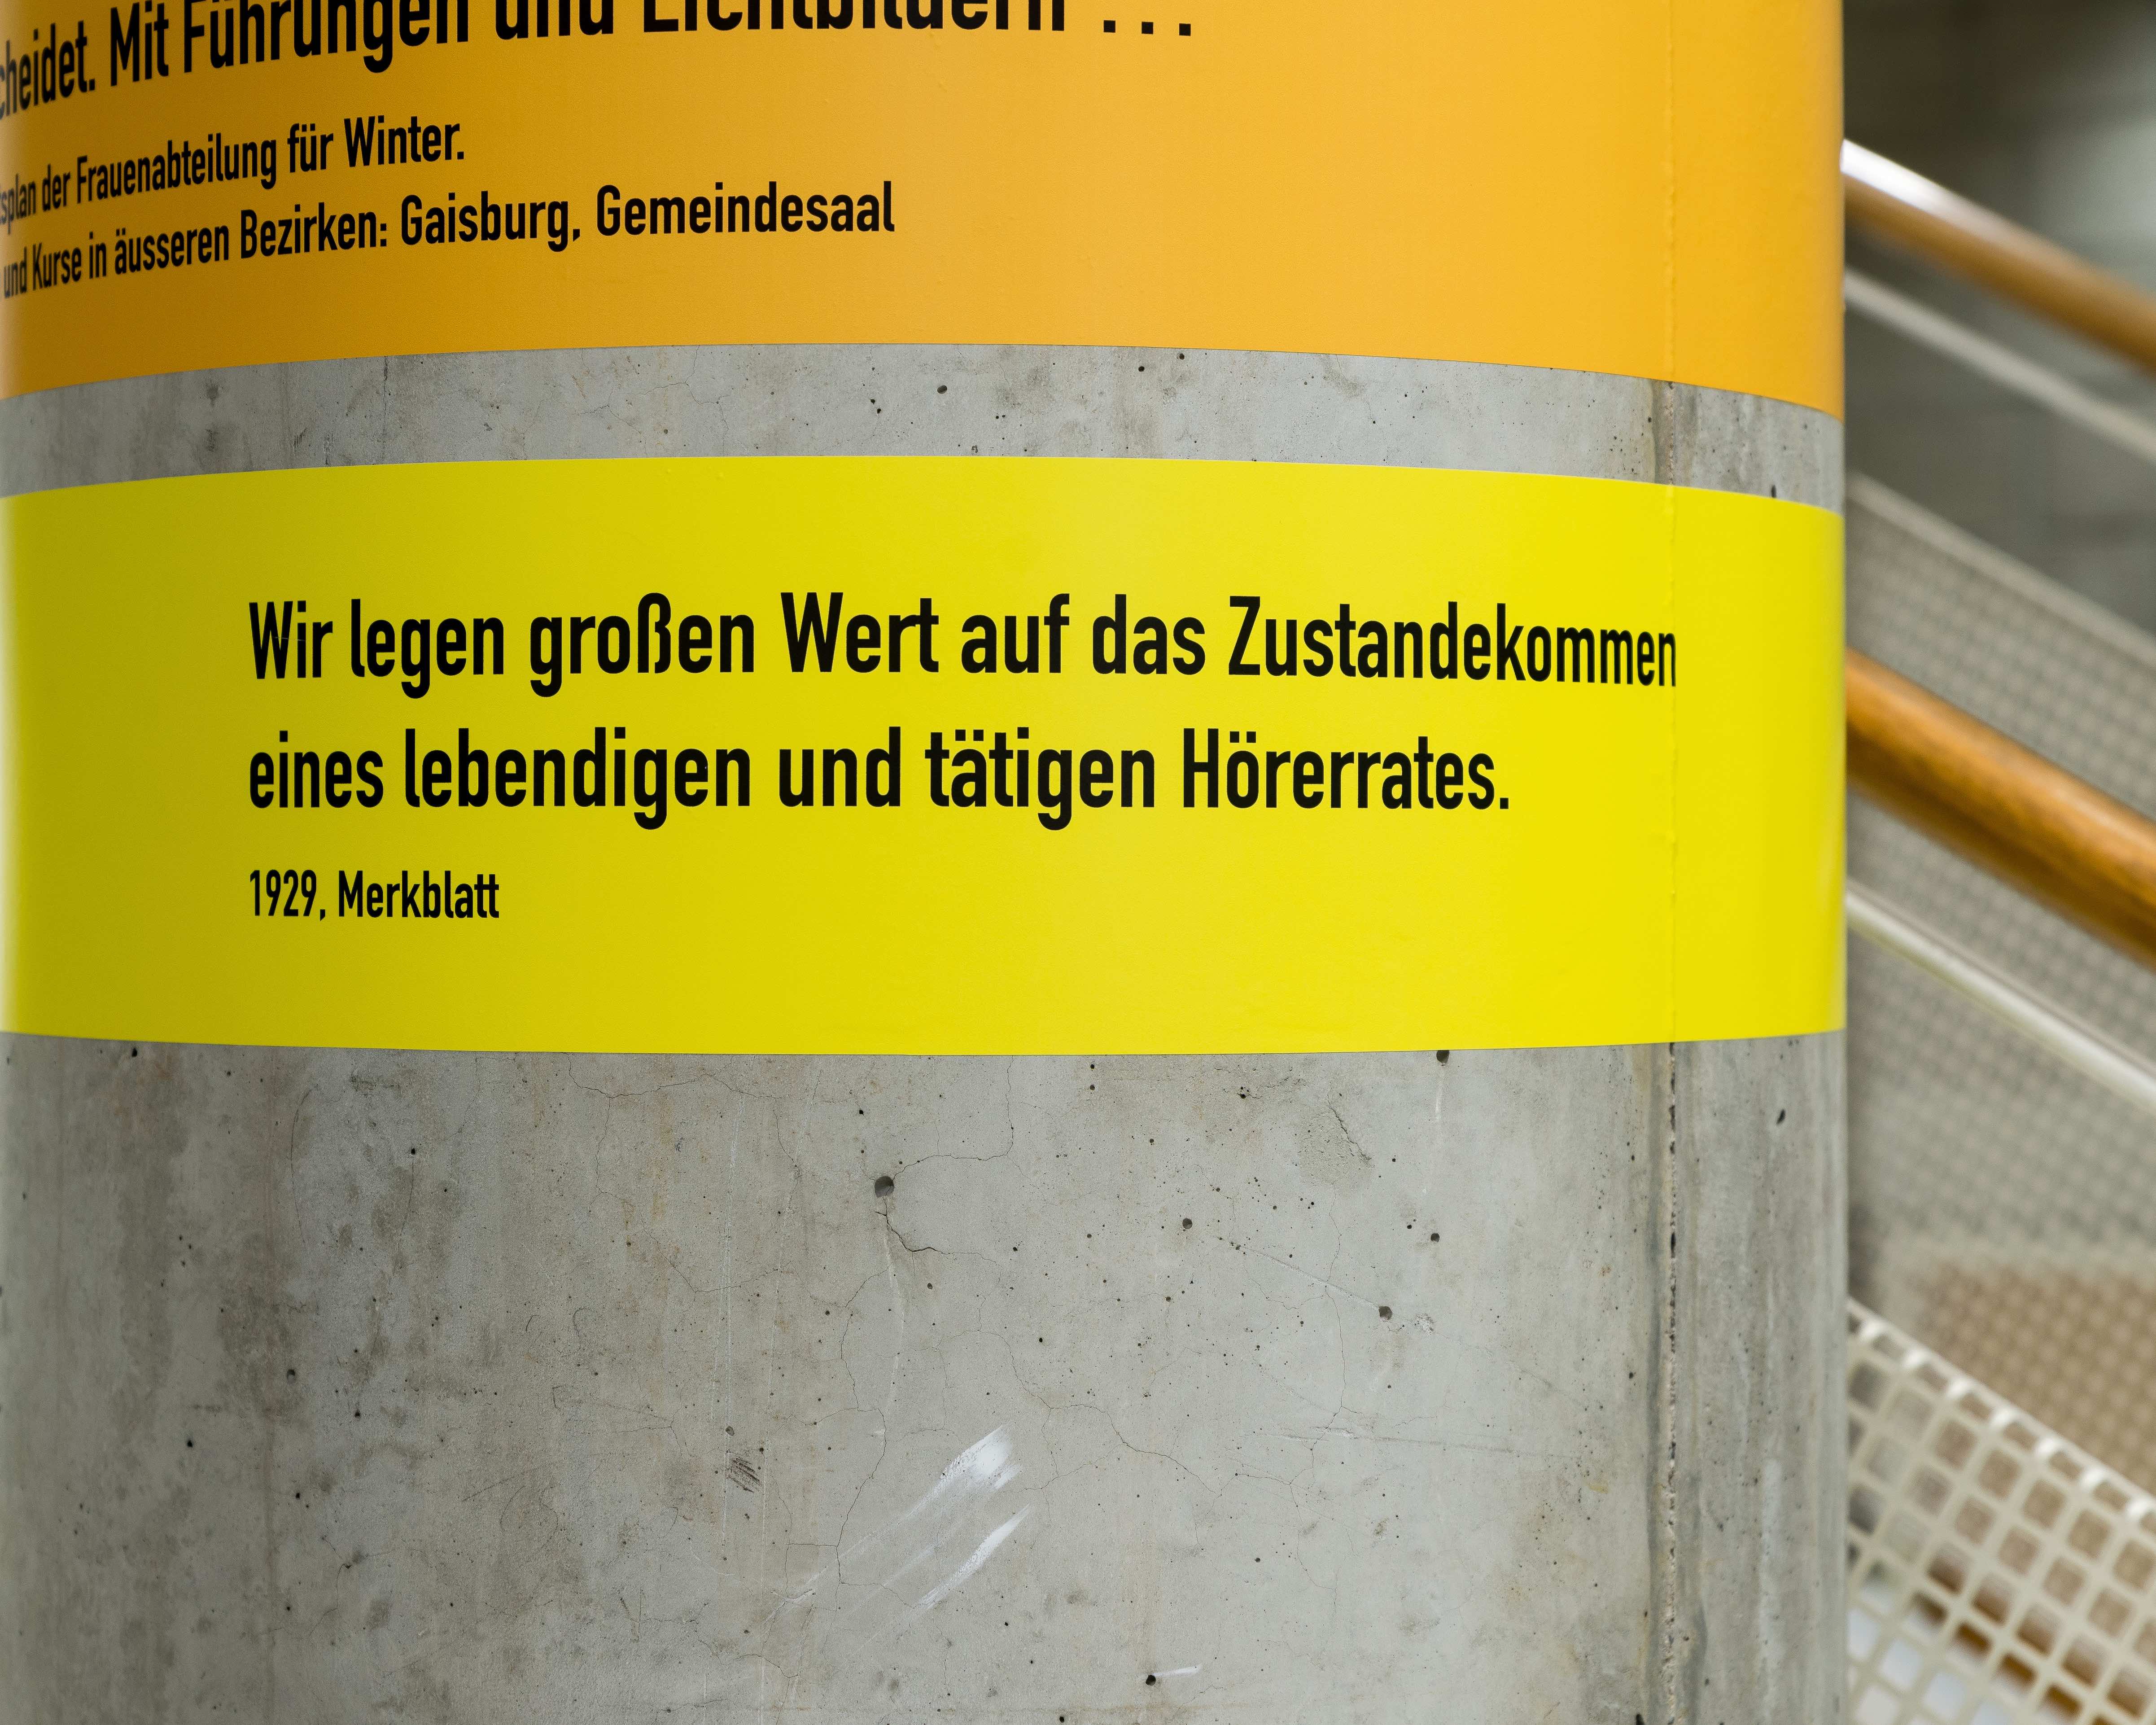 cheidet. Mit Führungen und Lichtbildern ...
splan der Frauenabteilung für Winter.
und Kurse in äusseren Bezirken: Gaisburg, Gemeindesaal
Wir legen großen Wert auf das Zustandekommen
eines lebendigen und tätigen Hörerrates.
1929, Merkblatt